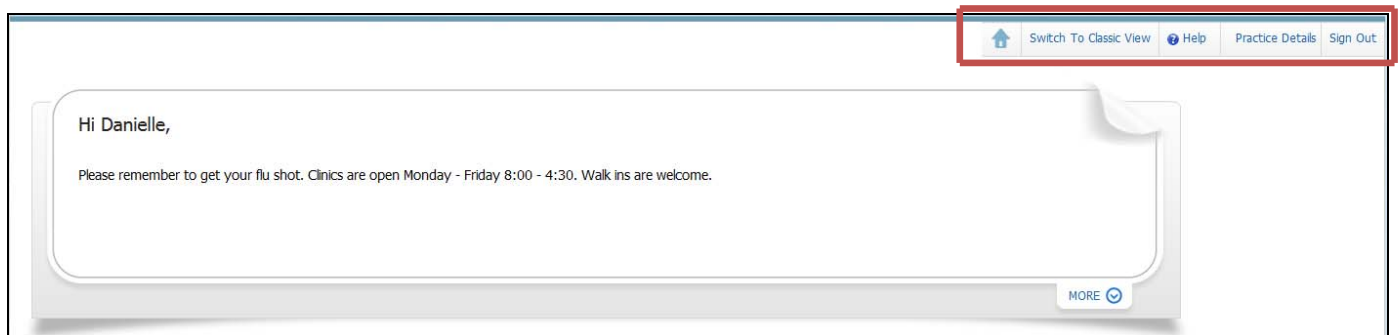 Switch To Classic View Help Practice Details Sign Out
Hi Danielle,
Please remember to get your flu shot. Clinics are open Monday - Friday 8:00 - 4:30. Walk ins are welcome.
MORE